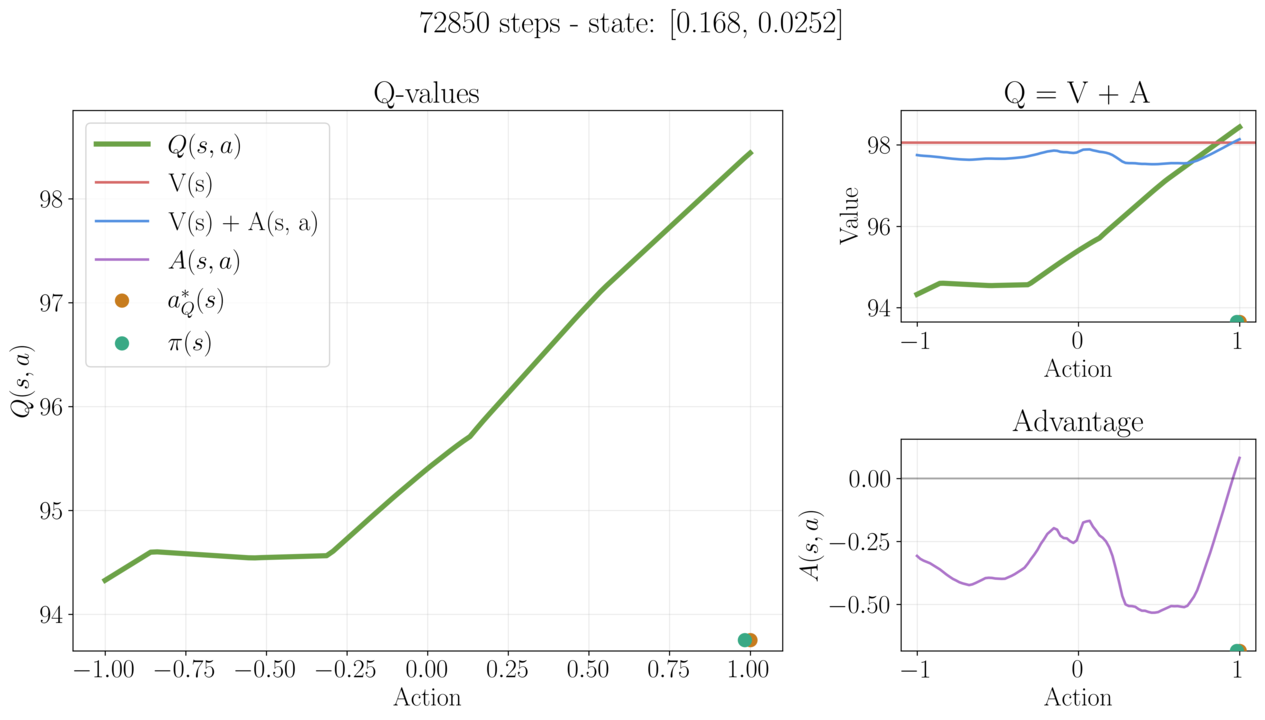 72850 steps - state: [0.168, 0.0252]
Q-values
Q(s, a)
V(s)
V(s) + A(s, a)
A(s, a)
a*_Q(s)
π(s)
Q(s, a)
98
97
96
95
94
−1.00 −0.75 −0.50 −0.25 0.00 0.25 0.50 0.75 1.00
Action
Q = V + A
Value
98
96
94
−1 0 1
Action
Advantage
A(s, a)
0.00
−0.25
−0.50
−1 0 1
Action